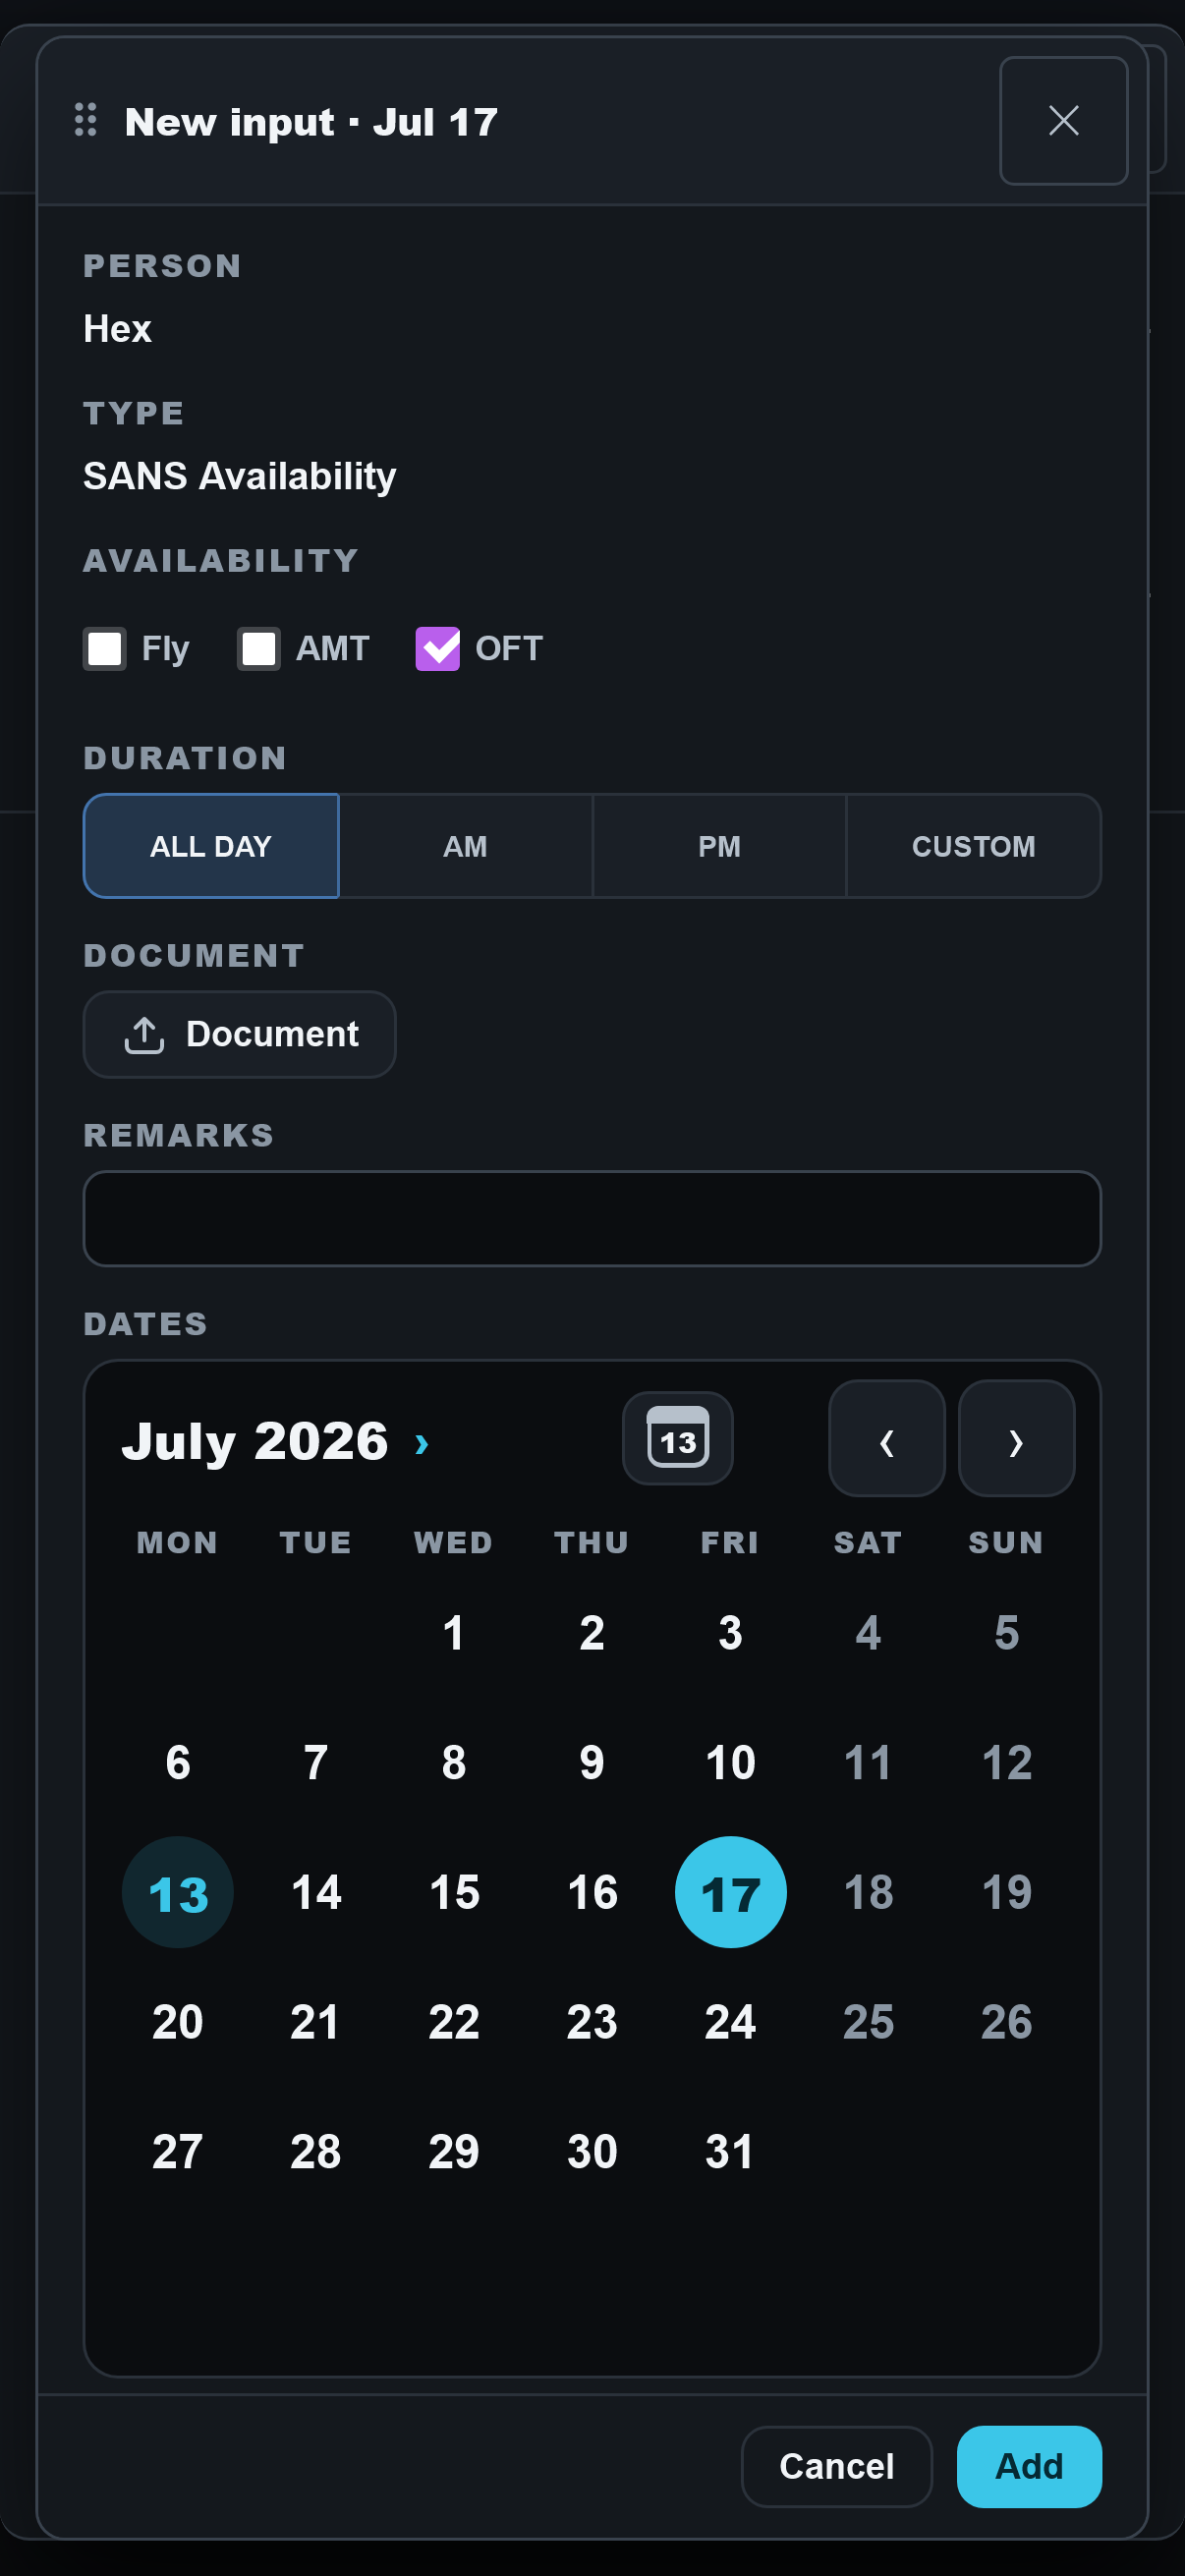 New input · Jul 17
PERSON
Hex
TYPE
SANS Availability
AVAILABILITY
Fly AMT OFT
DURATION
ALL DAY AM PM CUSTOM
DOCUMENT
Document
REMARKS
DATES
July 2026 › 13 ‹ ›
MON TUE WED THU FRI SAT SUN
1 2 3 4 5
6 7 8 9 10 11 12
13 14 15 16 17 18 19
20 21 22 23 24 25 26
27 28 29 30 31
Cancel Add